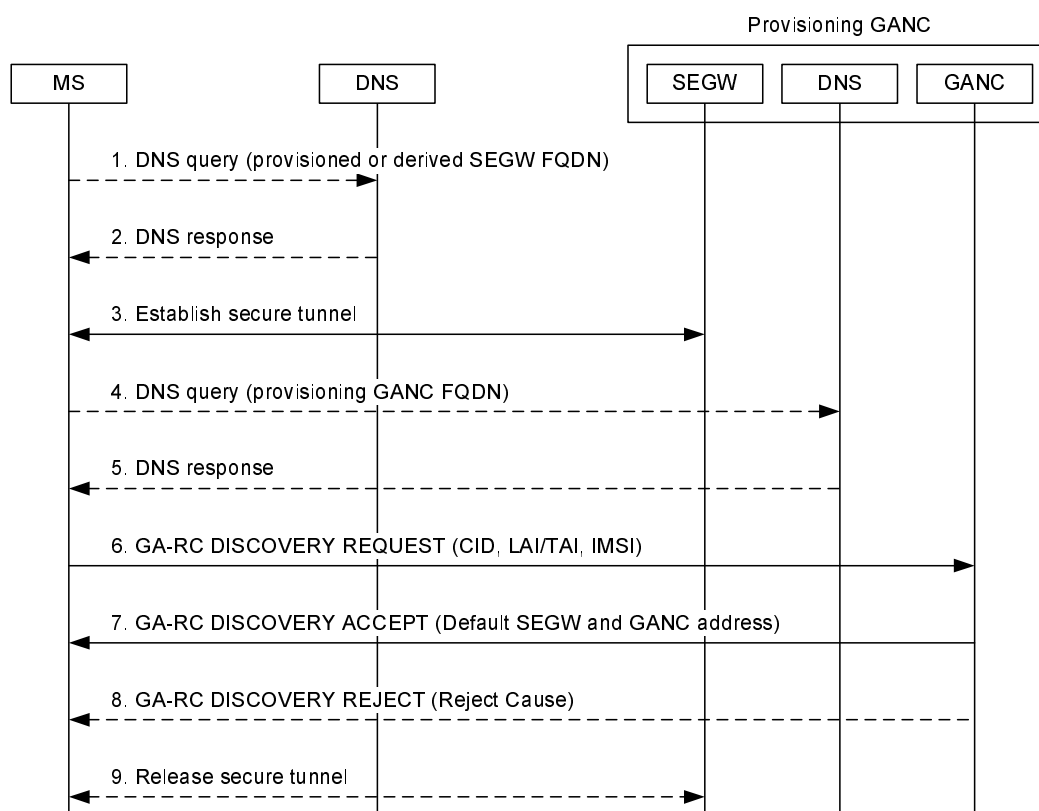 Provisioning GANC
MS
DNS
SEGW
DNS
GANC
1. DNS query (provisioned or derived SEGW FQDN)
2. DNS response
3. Establish secure tunnel
4. DNS query (provisioning GANC FQDN)
5. DNS response
6. GA-RC DISCOVERY REQUEST (CID, LAI/TAI, IMSI)
7. GA-RC DISCOVERY ACCEPT (Default SEGW and GANC address)
8. GA-RC DISCOVERY REJECT (Reject Cause)
9. Release secure tunnel